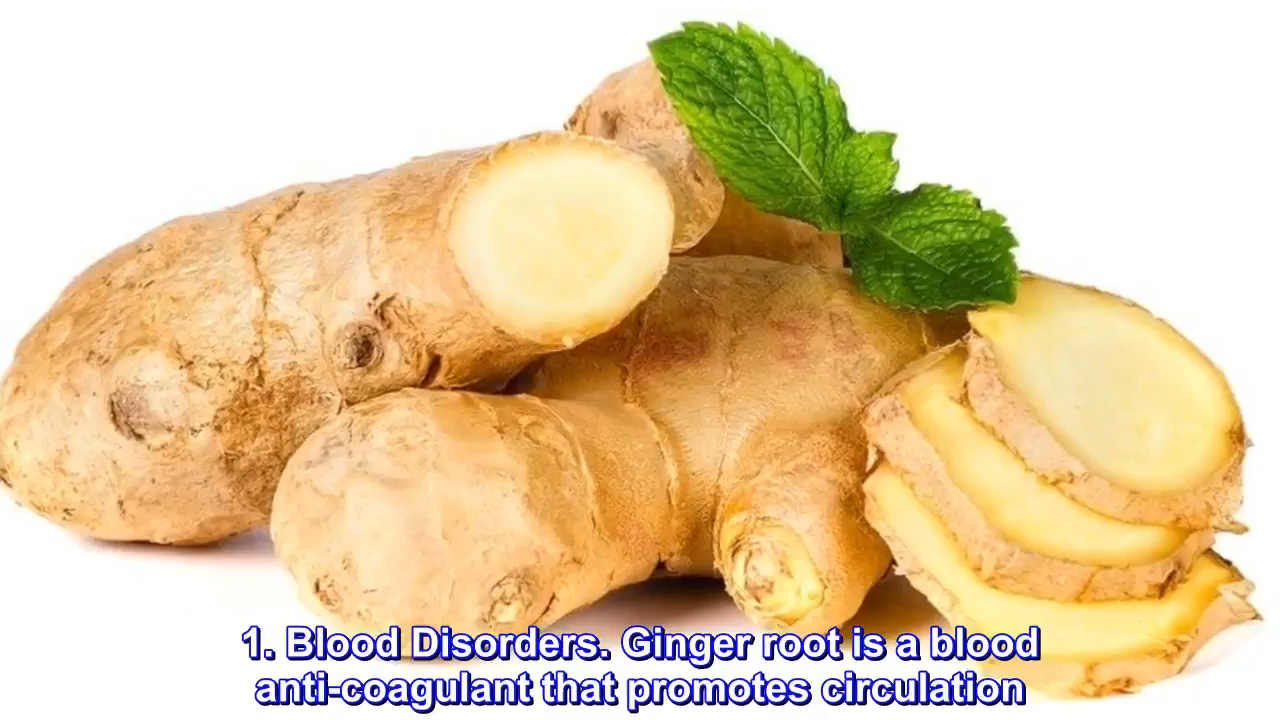 1. Blood Disorders. Ginger root is a blood
anti-coagulant that promotes circulation